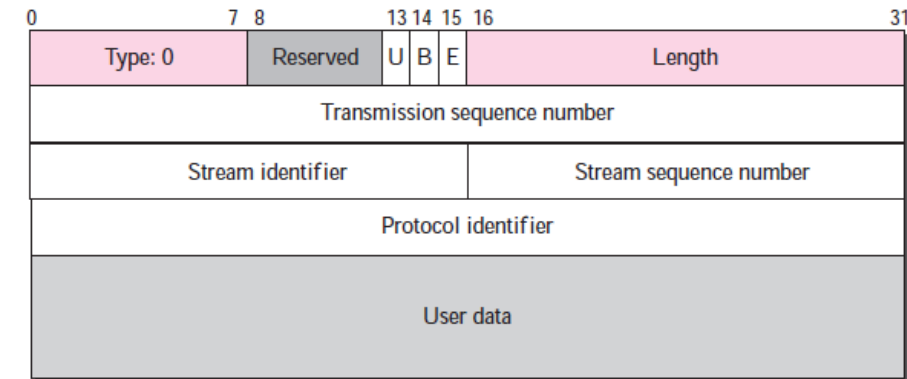 0 7 8 13 14 15 16 31
Type: 0 Reserved U B E Length
Transmission sequence number
Stream identifier Stream sequence number
Protocol identifier
User data